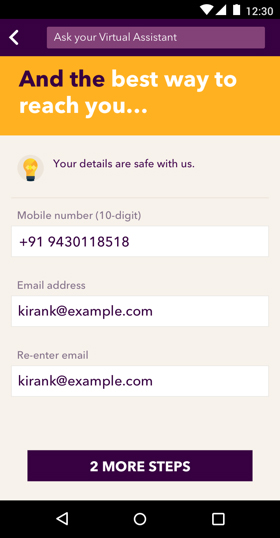 12:30
Ask your Virtual Assistant
And the best way to
reach you...
Your details are safe with us.
Mobile number (10-digit)
+91 9430118518
Email address
kirank@example.com
Re-enter email
kirank@example.com
2 MORE STEPS